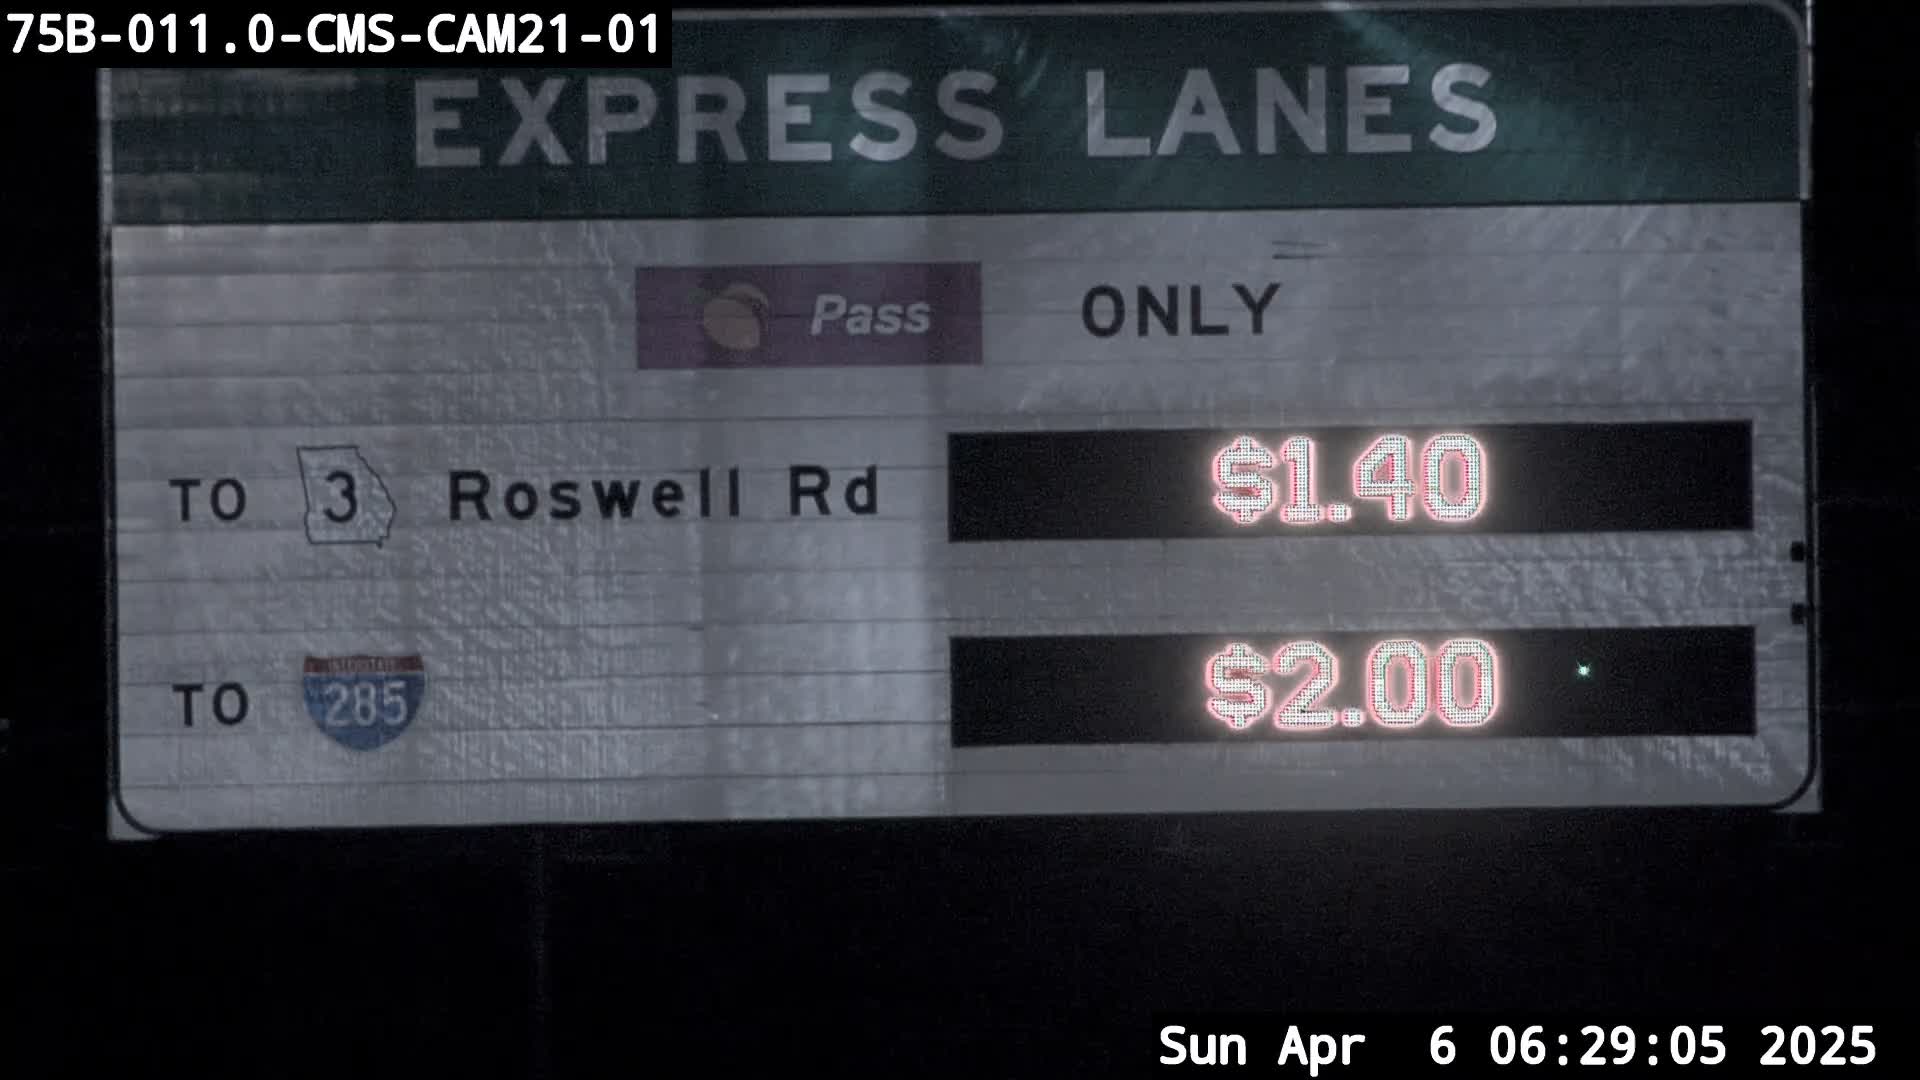 75B-011.0-CMS-CAM21-01
EXPRESS LANES
Pass ONLY
TO 3 Roswell Rd $1.40
INTERSTATE
TO 285 $2.00
Sun Apr 6 06:29:05 2025